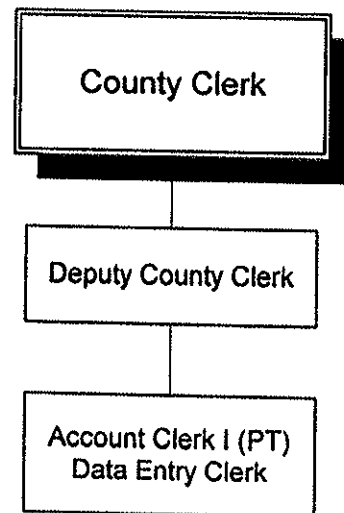 County Clerk
Deputy County Clerk
Account Clerk I (PT)
Data Entry Clerk